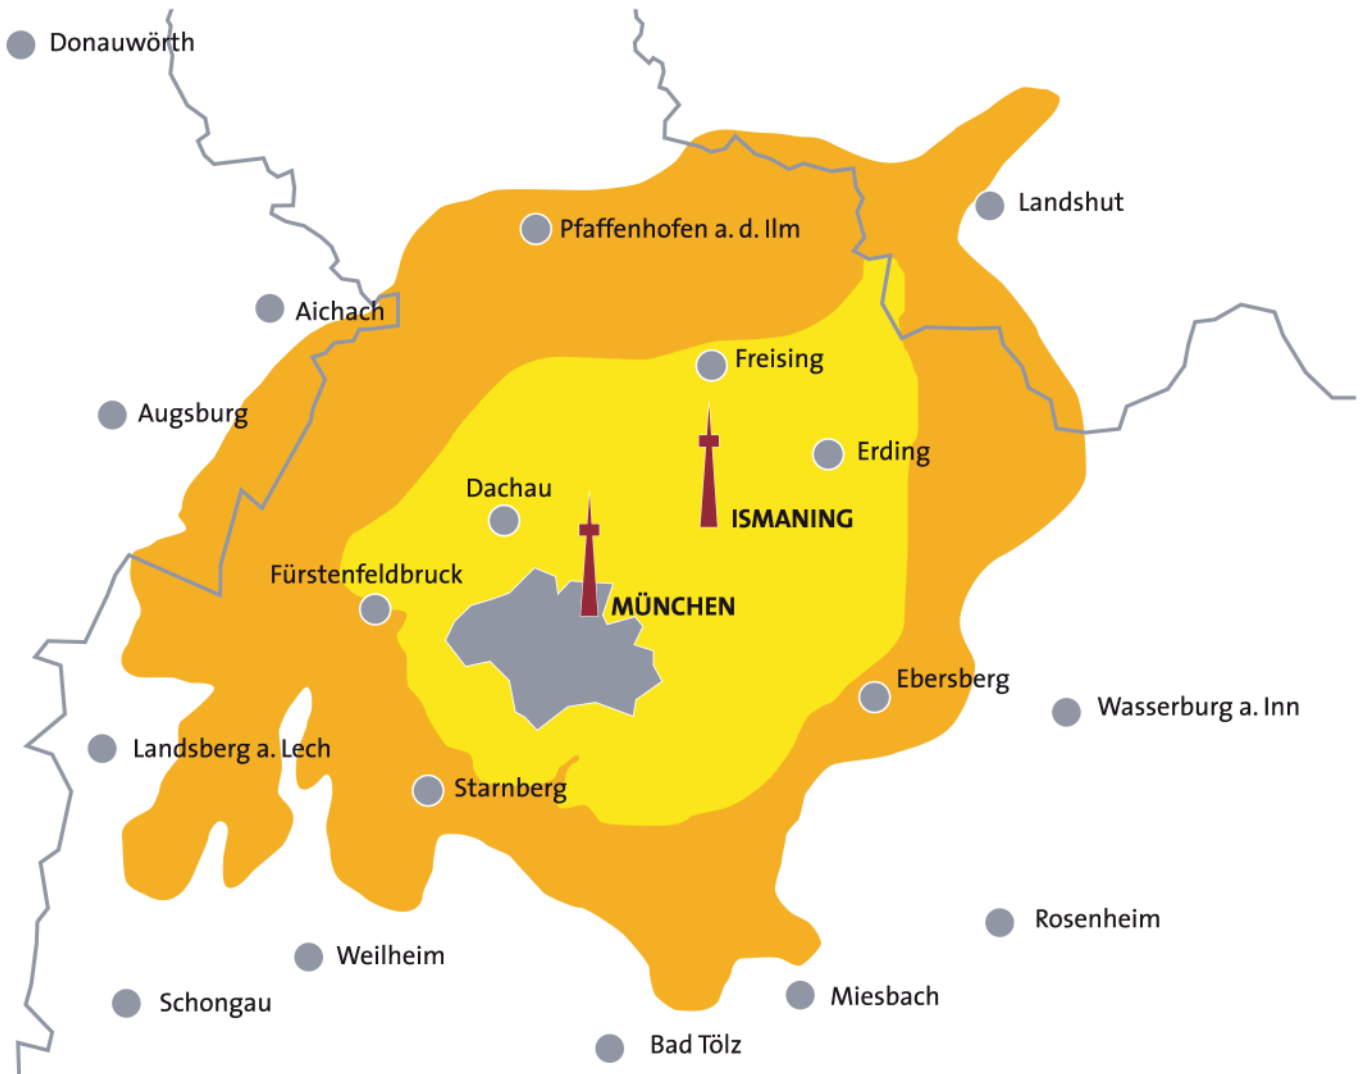 Donauwörth
Landshut
Pfaffenhofen a. d. Ilm
Aichach
Freising
Augsburg
Erding
Dachau
ISMANING
Fürstenfeldbruck
MÜNCHEN
Ebersberg
Wasserburg a. Inn
Landsberg a. Lech
Starnberg
Rosenheim
Weilheim
Miesbach
Schongau
Bad Tölz